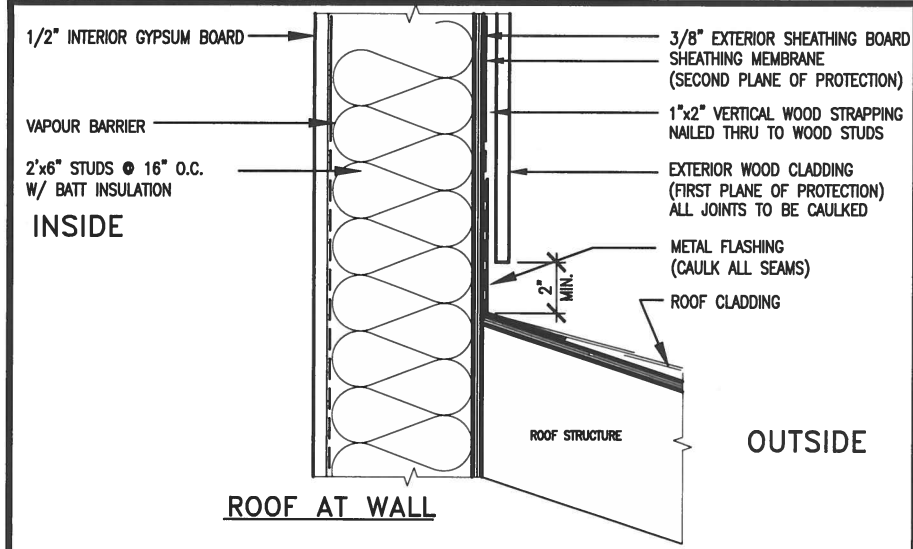 1/2" INTERIOR GYPSUM BOARD
VAPOUR BARRIER
2'x6" STUDS @ 16" O.C.
W/ BATT INSULATION
INSIDE
3/8" EXTERIOR SHEATHING BOARD
SHEATHING MEMBRANE
(SECOND PLANE OF PROTECTION)
1"x2" VERTICAL WOOD STRAPPING
NAILED THRU TO WOOD STUDS
EXTERIOR WOOD CLADDING
(FIRST PLANE OF PROTECTION)
ALL JOINTS TO BE CAULKED
METAL FLASHING
(CAULK ALL SEAMS)
2"
MIN.
ROOF CLADDING
ROOF STRUCTURE
OUTSIDE
ROOF AT WALL